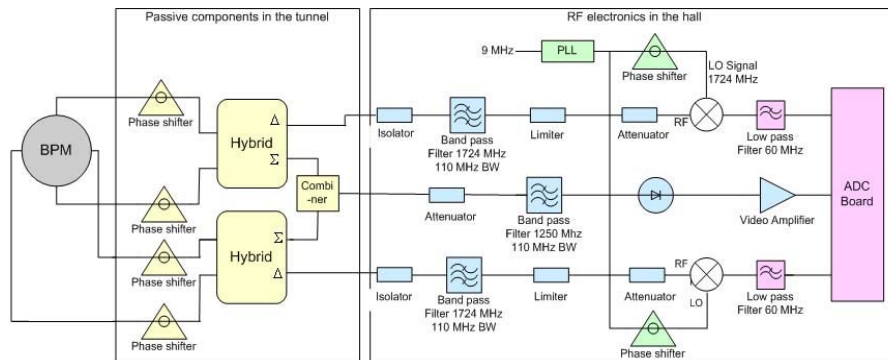 Passive components in the tunnel
RF electronics in the hall
9 MHz
PLL
Phase shifter
LO Signal
1724 MHz
Phase shifter
Hybrid
Δ
Σ
Isolator
Band pass
Filter 1724 MHz
110 MHz BW
Limiter
Attenuator
RF
Low pass
Filter 60 MHz
BPM
Combi
-ner
Attenuator
Band pass
Filter 1250 Mhz
110 MHz BW
Video Amplifier
ADC
Board
Phase shifter
Phase shifter
Hybrid
Σ
Δ
Isolator
Band pass
Filter 1724 MHz
110 MHz BW
Limiter
Attenuator
RF
LO
Low pass
Filter 60 MHz
Phase shifter
Phase shifter